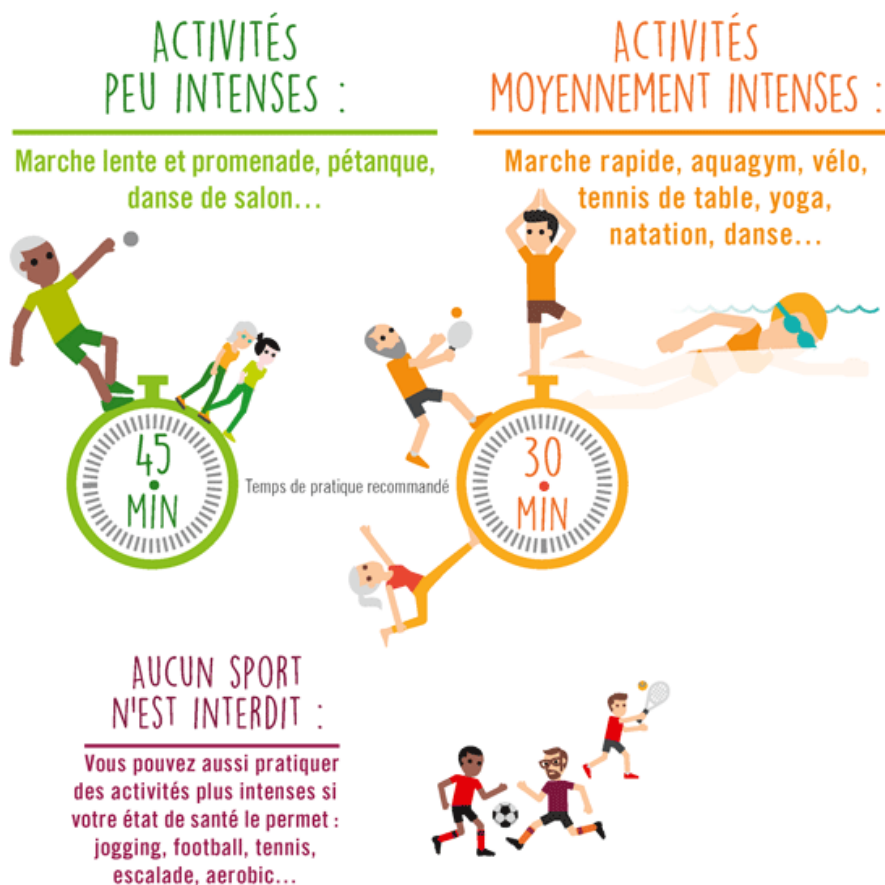 ACTIVITÉS
PEU INTENSES :
Marche lente et promenade, pétanque,
danse de salon...
45
MIN
Temps de pratique recommandé
ACTIVITÉS
MOYENNEMENT INTENSES :
Marche rapide, aquagym, vélo,
tennis de table, yoga,
natation, danse...
30
MIN
AUCUN SPORT
N'EST INTERDIT :
Vous pouvez aussi pratiquer
des activités plus intenses si
votre état de santé le permet :
jogging, football, tennis,
escalade, aerobic...